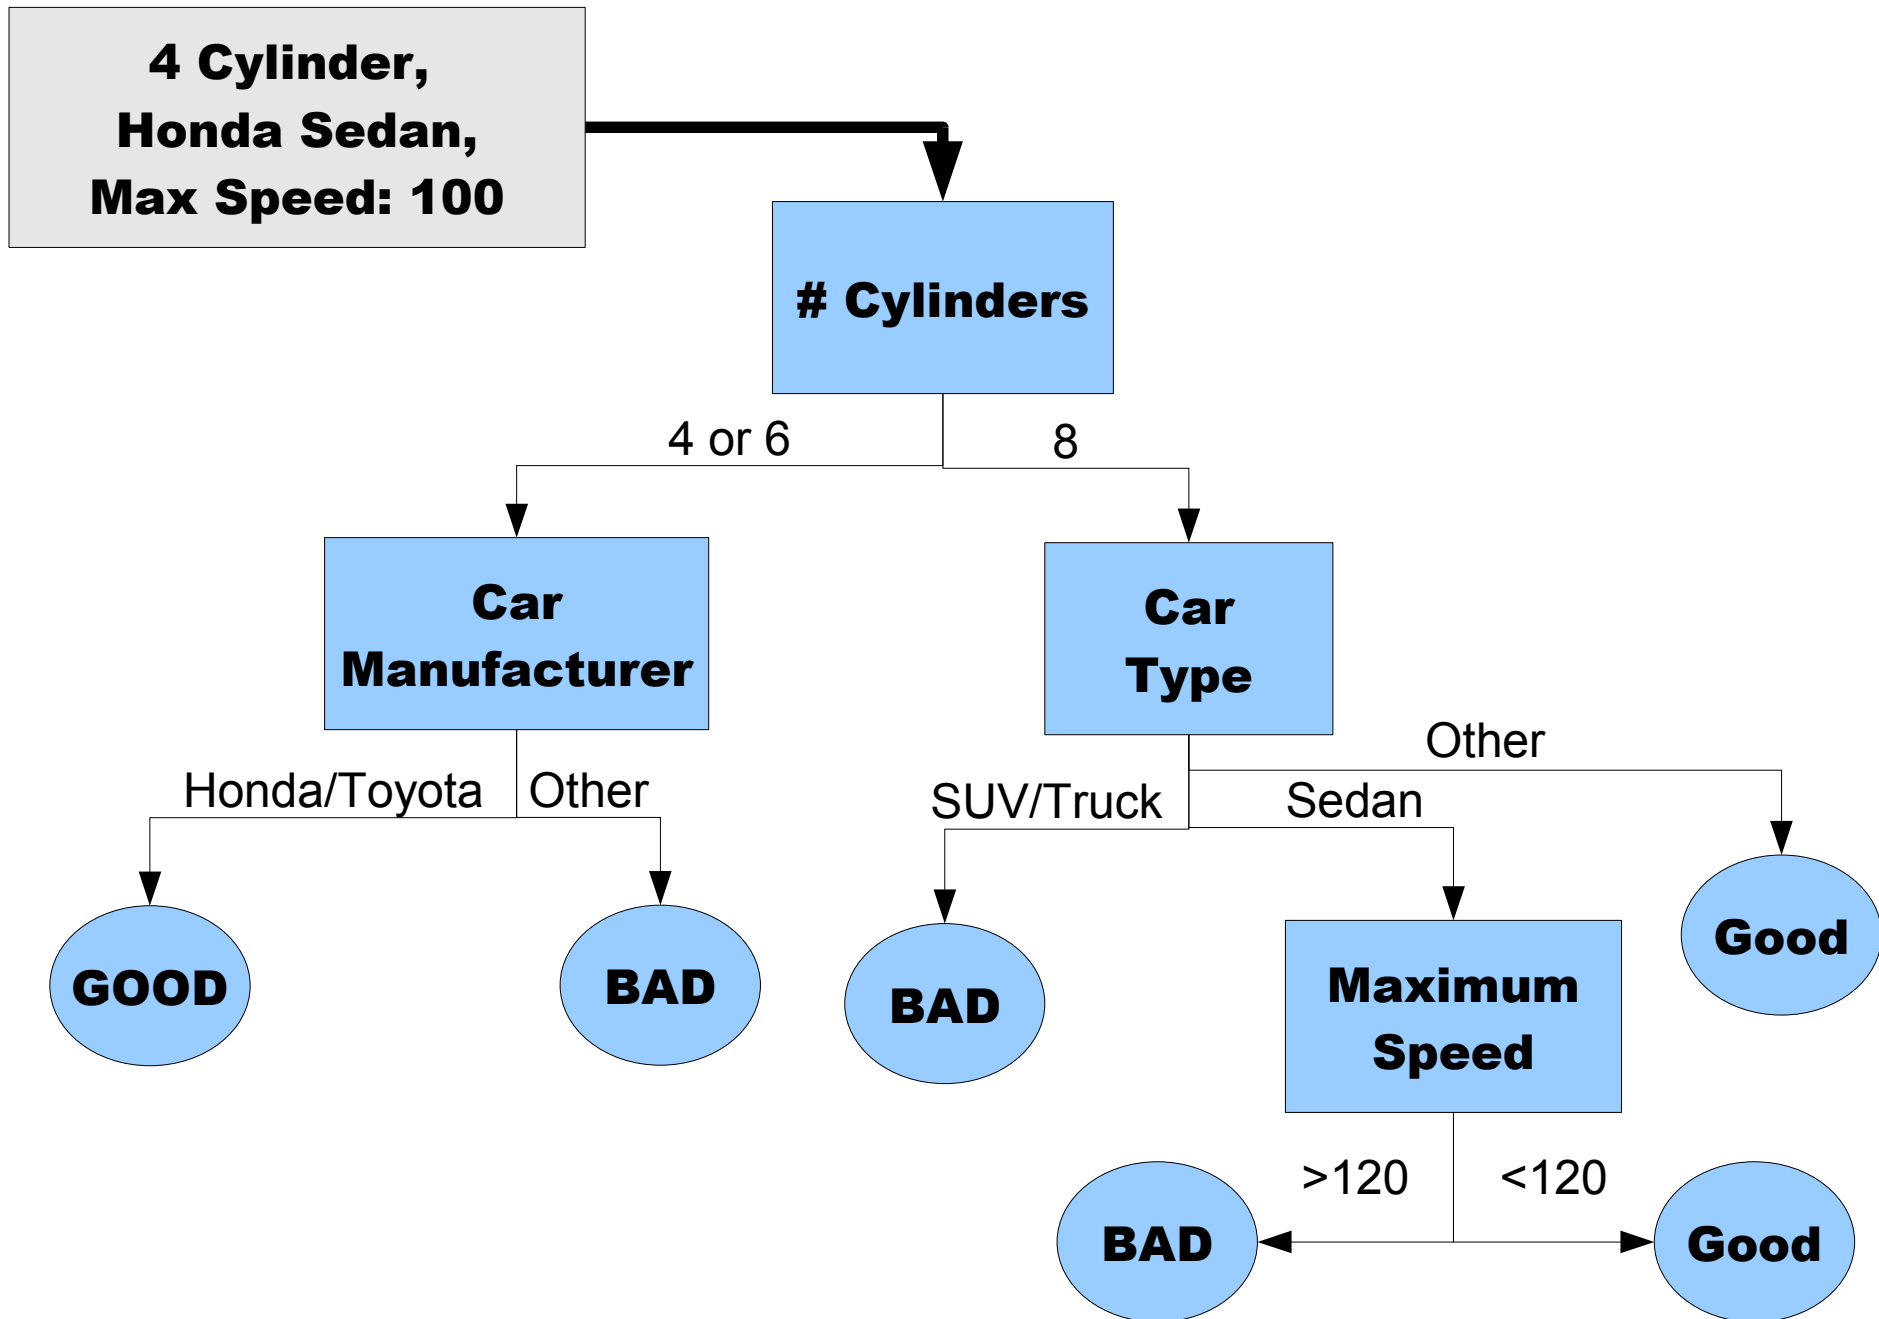 4 Cylinder,
Honda Sedan,
Max Speed: 100
# Cylinders
4 or 6
8
Car
Manufacturer
Car
Type
Honda/Toyota
Other
SUV/Truck
Sedan
Other
GOOD
BAD
BAD
Maximum
Speed
Good
>120
<120
BAD
Good